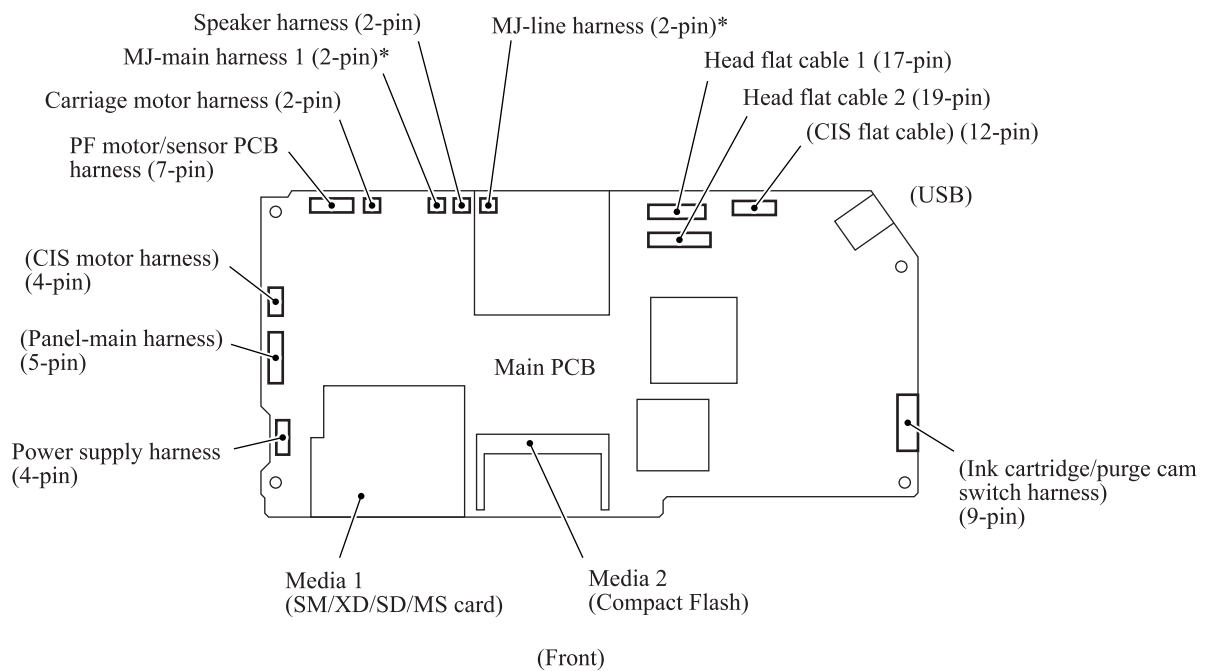 Speaker harness (2-pin)
MJ-line harness (2-pin)*
MJ-main harness 1 (2-pin)*
Head flat cable 1 (17-pin)
Carriage motor harness (2-pin)
Head flat cable 2 (19-pin)
PF motor/sensor PCB
harness (7-pin)
(CIS flat cable) (12-pin)
(USB)
(CIS motor harness)
(4-pin)
(Panel-main harness)
(5-pin)
Main PCB
Power supply harness
(4-pin)
(Ink cartridge/purge cam
switch harness)
(9-pin)
Media 1
(SM/XD/SD/MS card)
Media 2
(Compact Flash)
(Front)